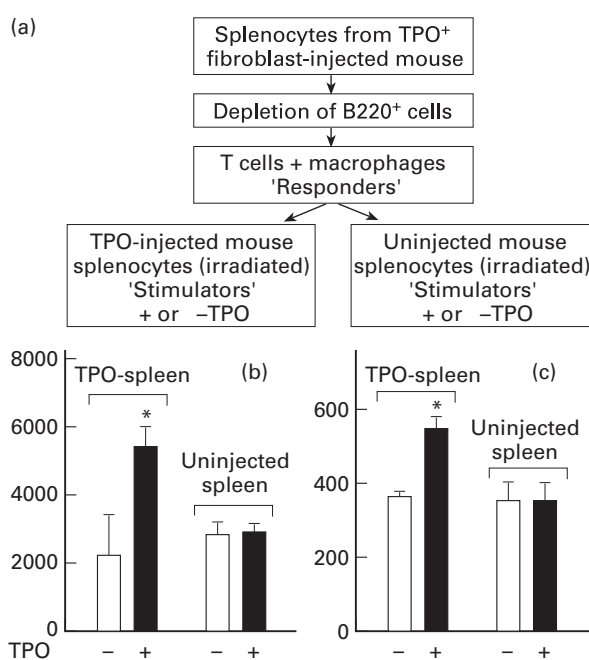 (a)
Splenocytes from TPO⁺
fibroblast-injected mouse
Depletion of B220⁺ cells
T cells + macrophages
'Responders'
TPO-injected mouse
splenocytes (irradiated)
'Stimulators'
+ or –TPO
Uninjected mouse
splenocytes (irradiated)
'Stimulators'
+ or –TPO
8000
6000
4000
2000
0
TPO-spleen
(b)
*
Uninjected
spleen
TPO
– + – +
600
400
200
0
TPO-spleen
(c)
*
Uninjected
spleen
– + – +